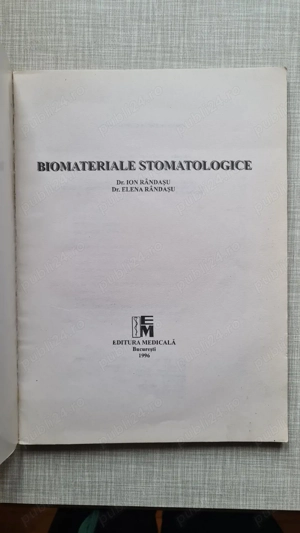 BIOMATERIALE STOMATOLOGICE
Dr. ION RÂNDAŞU
Dr. ELENA RÂNDAŞU
EM
EDITURA MEDICALĂ
Bucureşti
1996